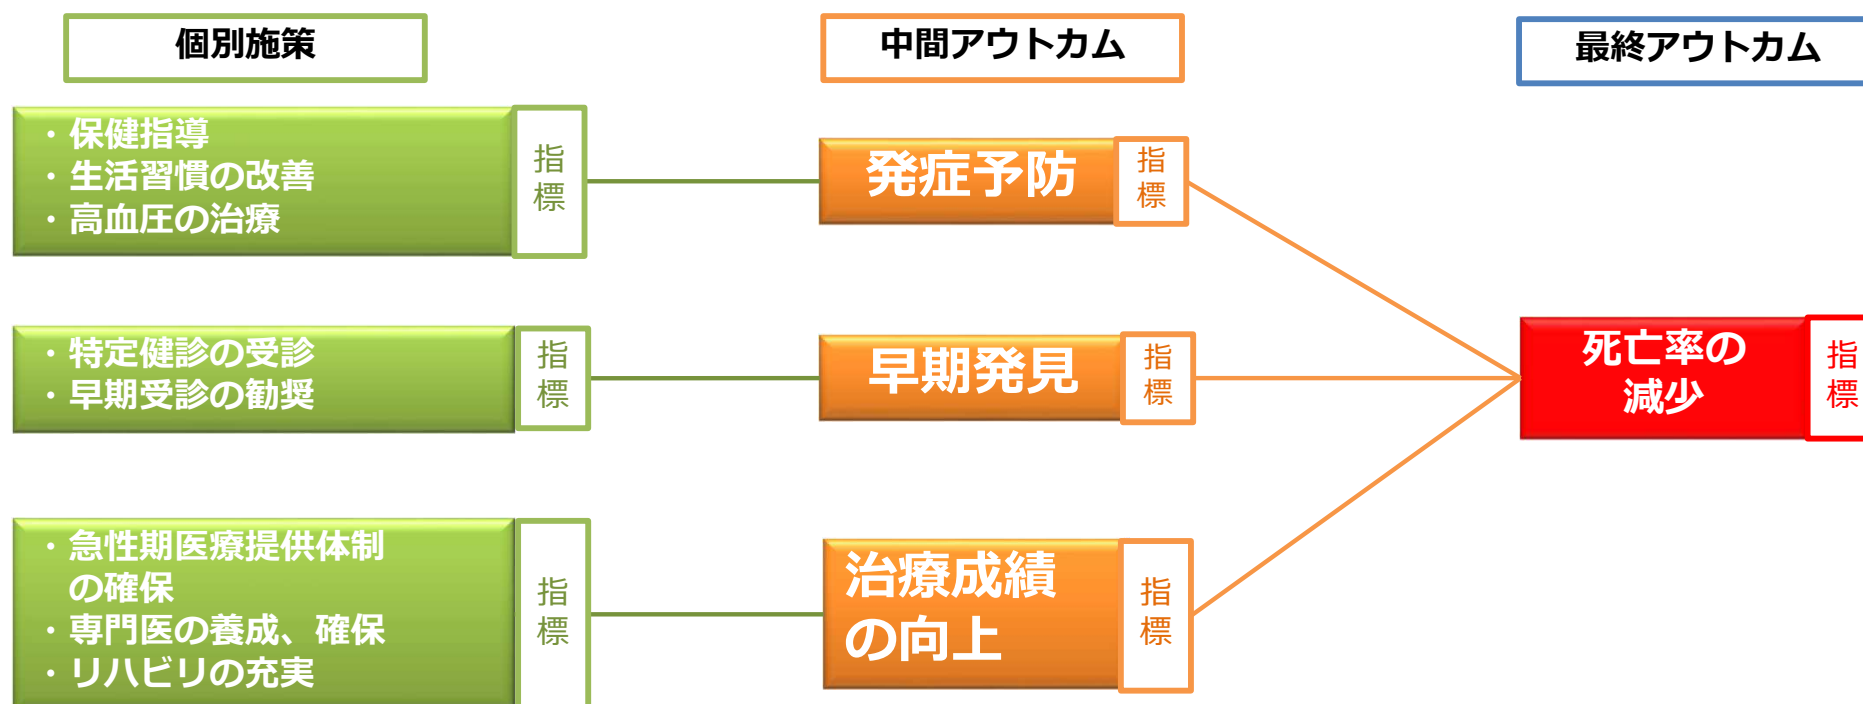 個別施策
中間アウトカム
最終アウトカム
・保健指導
・生活習慣の改善
・高血圧の治療
指
標
発症予防
指
標
・特定健診の受診
・早期受診の勧奨
指
標
早期発見
指
標
死亡率の
減少
指
標
・急性期医療提供体制
の確保
・専門医の養成、確保
・リハビリの充実
指
標
治療成績
の向上
指
標